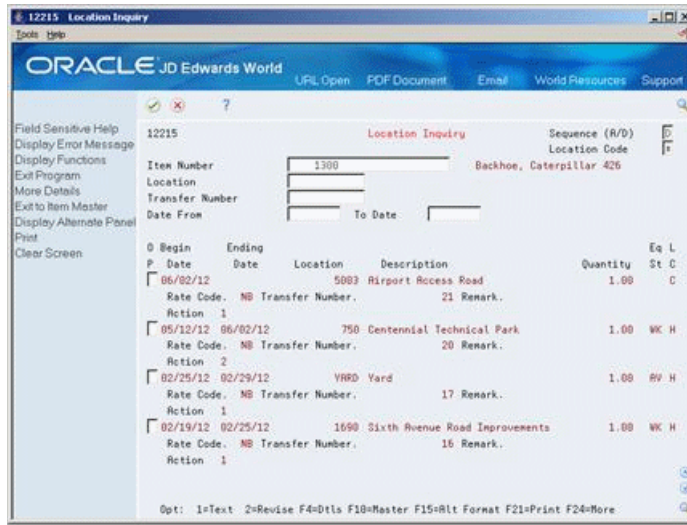 12215 Location Inquiry
Tools Help
ORACLE JD Edwards World
URL Open PDF Document Email World Resources Support
Field Sensitive Help
Display Error Message
Display Functions
Exit Program
More Details
Exit to Item Master
Display Alternate Panel
Print
Clear Screen
12215 Location Inquiry Sequence (A/D) D
Location Code *
Item Number 1300 Backhoe, Caterpillar 426
Location
Transfer Number
Date From To Date
O Begin Ending Eq L
P Date Date Location Description Quantity St C
06/02/12 5003 Airport Access Road 1.00 C
Rate Code. NB Transfer Number. 21 Remark.
Action 1
05/12/12 06/02/12 750 Centennial Technical Park 1.00 WK H
Rate Code. NB Transfer Number. 20 Remark.
Action 2
02/25/12 02/29/12 YARD Yard 1.00 AV H
Rate Code. NB Transfer Number. 17 Remark.
Action 1
02/19/12 02/25/12 1690 Sixth Avenue Road Improvements 1.00 WK H
Rate Code. NB Transfer Number. 16 Remark.
Action 1
Opt: 1=Text 2=Revise F4=Dtls F10=Master F15=Alt Format F21=Print F24=More